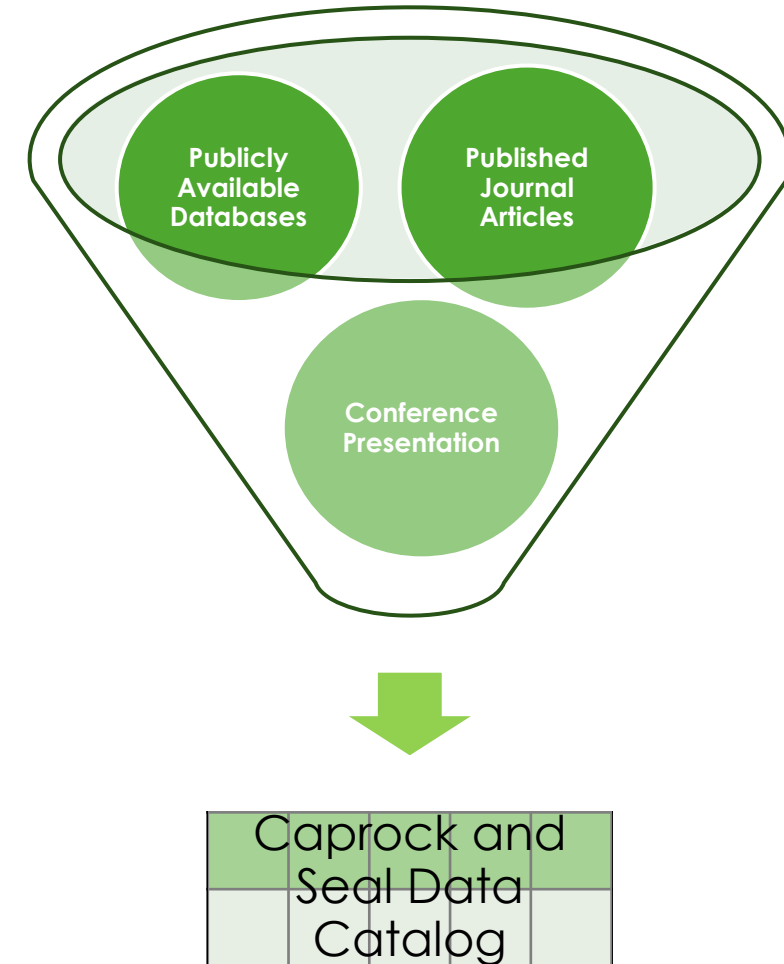 Publicly
Available
Databases
Published
Journal
Articles
Conference
Presentation
Caprock and
Seal Data
Catalog